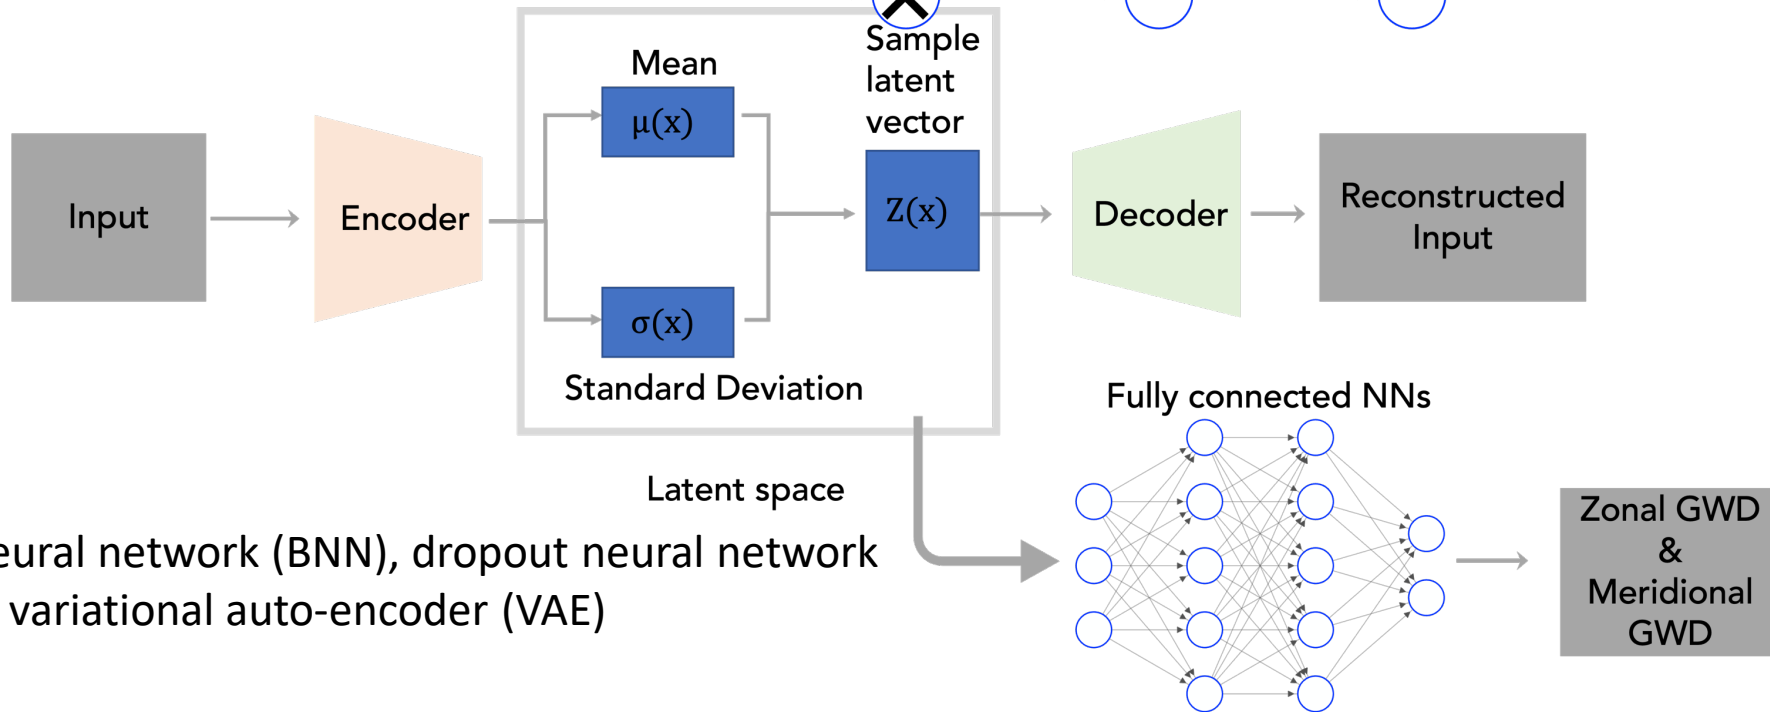 Sample
latent
vector
Mean
μ(x)
Input
Encoder
Z(x)
Decoder
Reconstructed
Input
σ(x)
Standard Deviation
Fully connected NNs
Latent space
Zonal GWD
&
Meridional
GWD
eural network (BNN), dropout neural network
variational auto-encoder (VAE)